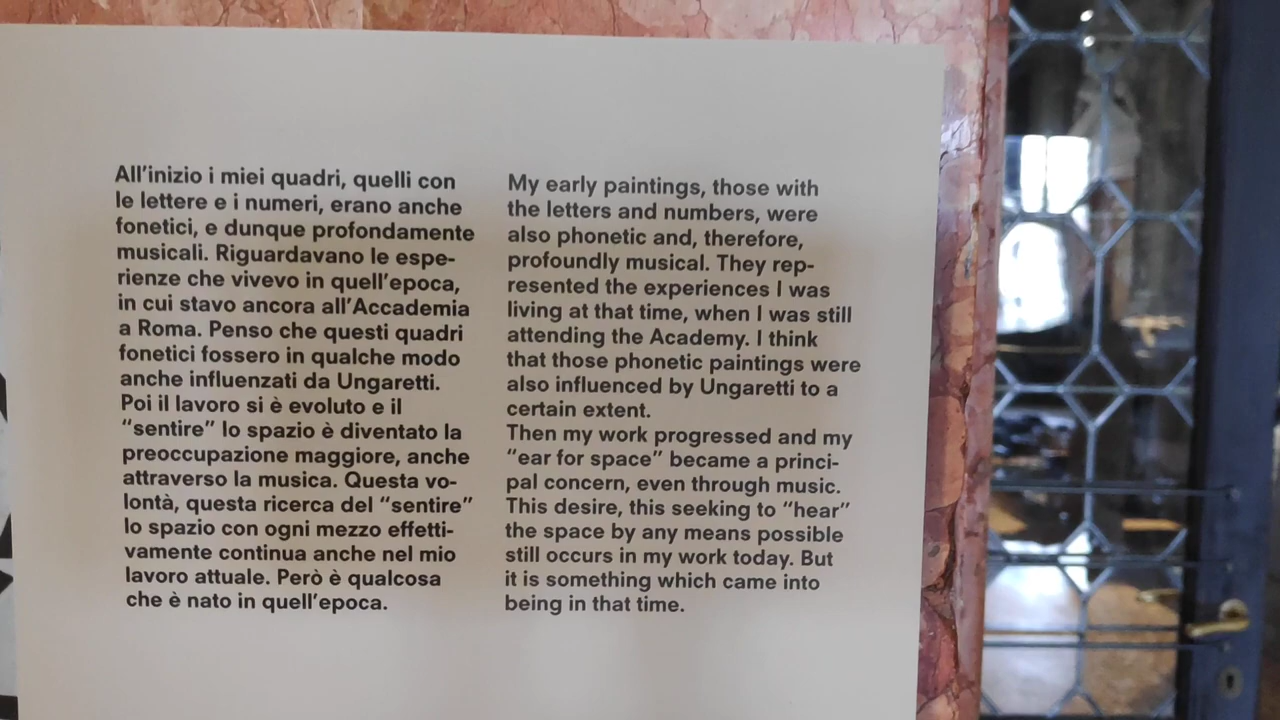 All'inizio i miei quadri, quelli con
le lettere e i numeri, erano anche
fonetici, e dunque profondamente
musicali. Riguardavano le espe-
rienze che vivevo in quell'epoca,
in cui stavo ancora all'Accademia
a Roma. Penso che questi quadri
fonetici fossero in qualche modo
anche influenzati da Ungaretti.
Poi il lavoro si è evoluto e il
“sentire” lo spazio è diventato la
preoccupazione maggiore, anche
attraverso la musica. Questa vo-
lontà, questa ricerca del “sentire”
lo spazio con ogni mezzo effetti-
vamente continua anche nel mio
lavoro attuale. Però è qualcosa
che è nato in quell'epoca.
My early paintings, those with
the letters and numbers, were
also phonetic and, therefore,
profoundly musical. They rep-
resented the experiences I was
living at that time, when I was still
attending the Academy. I think
that those phonetic paintings were
also influenced by Ungaretti to a
certain extent.
Then my work progressed and my
“ear for space” became a princi-
pal concern, even through music.
This desire, this seeking to “hear”
the space by any means possible
still occurs in my work today. But
it is something which came into
being in that time.